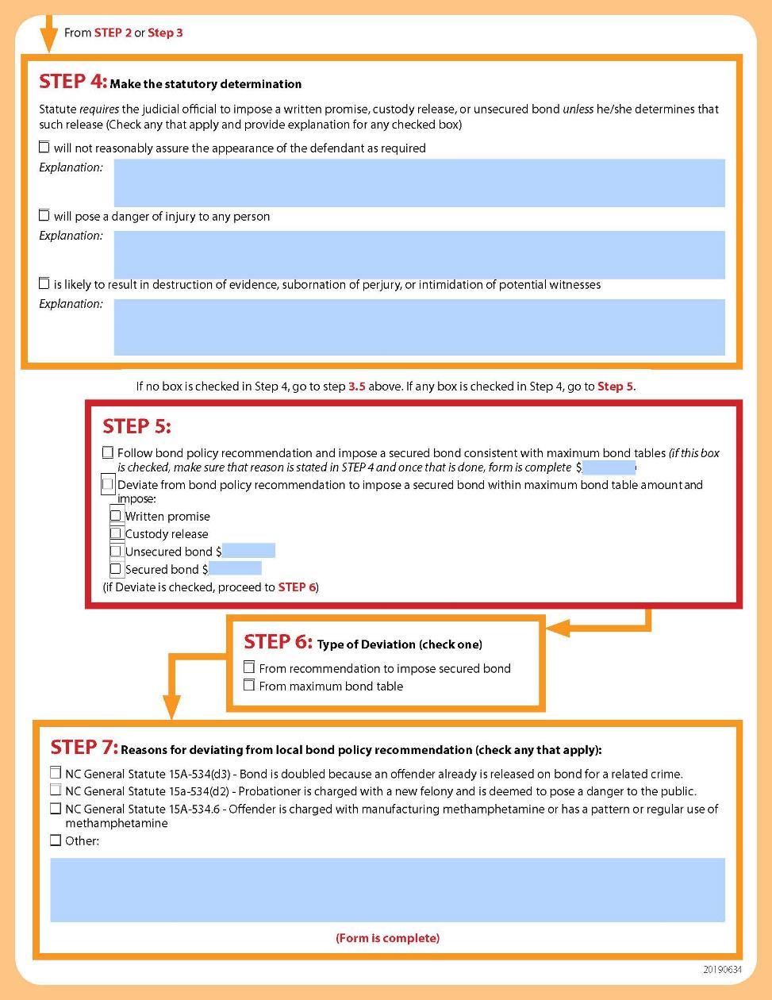 From STEP 2 or Step 3
STEP 4: Make the statutory determination
Statute requires the judicial official to impose a written promise, custody release, or unsecured bond unless he/she determines that
such release (Check any that apply and provide explanation for any checked box)
will not reasonably assure the appearance of the defendant as required
Explanation:
will pose a danger of injury to any person
Explanation:
is likely to result in destruction of evidence, subornation of perjury, or intimidation of potential witnesses
Explanation:
If no box is checked in Step 4, go to step 3.5 above. If any box is checked in Step 4, go to Step 5.
STEP 5:
Follow bond policy recommendation and impose a secured bond consistent with maximum bond tables (if this box
is checked, make sure that reason is stated in STEP 4 and once that is done, form is complete $
Deviate from bond policy recommendation to impose a secured bond within maximum bond table amount and
impose:
Written promise
Custody release
Unsecured bond $
Secured bond $
(if Deviate is checked, proceed to STEP 6)
STEP 6: Type of Deviation (check one)
From recommendation to impose secured bond
From maximum bond table
STEP 7: Reasons for deviating from local bond policy recommendation (check any that apply):
NC General Statute 15A-534(d3) - Bond is doubled because an offender already is released on bond for a related crime.
NC General Statute 15a-534(d2) - Probationer is charged with a new felony and is deemed to pose a danger to the public.
NC General Statute 15A-534.6 - Offender is charged with manufacturing methamphetamine or has a pattern or regular use of
methamphetamine
Other:
(Form is complete)
20190634